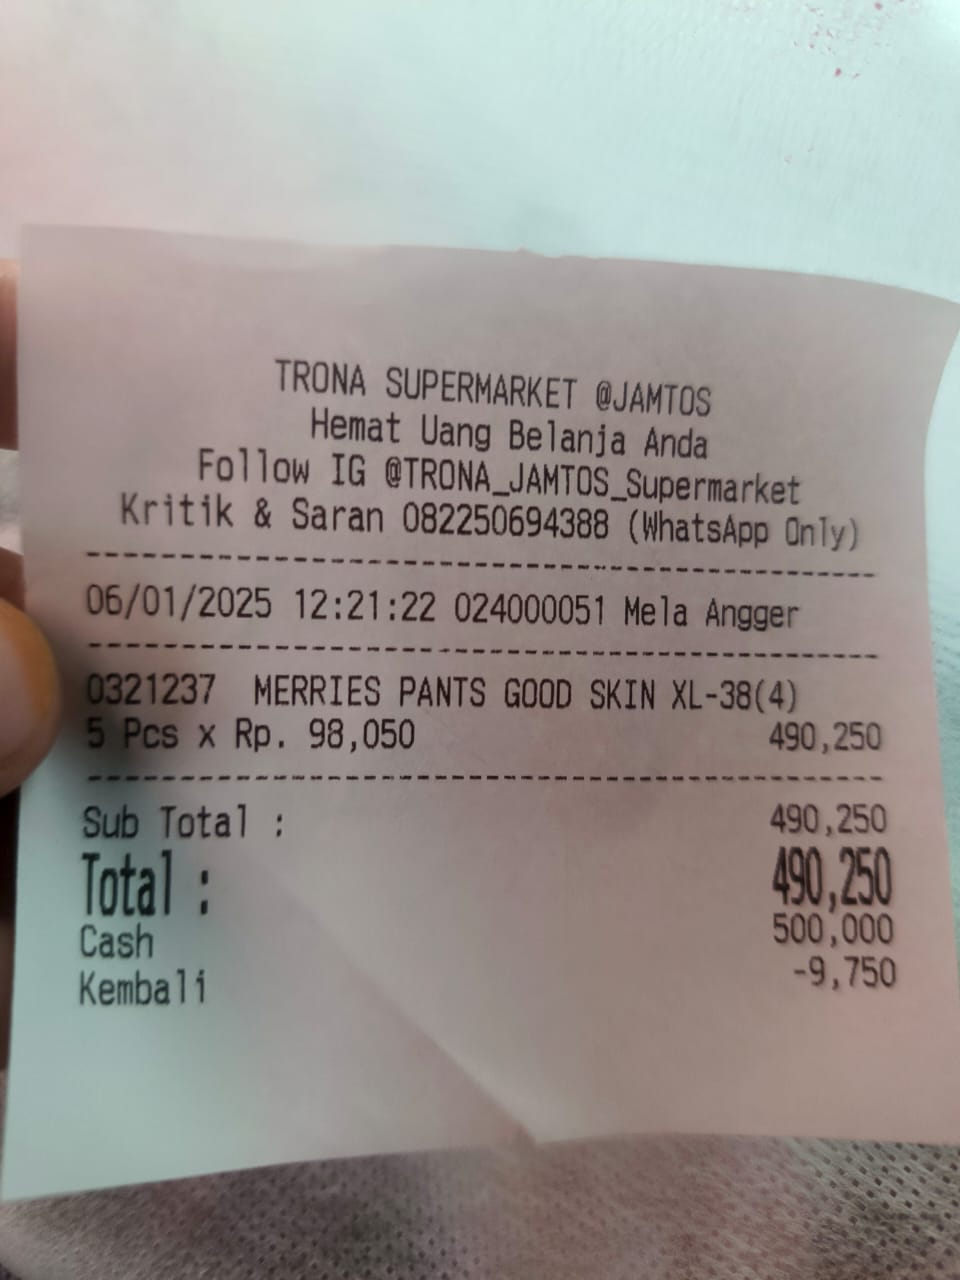 TRONA SUPERMARKET @JAMTOS
Hemat Uang Belanja Anda
Follow IG @TRONA_JAMTOS_Supermarket
Kritik & Saran 082250694388 (WhatsApp Only)
06/01/2025 12:21:22 024000051 Mela Angger
0321237 MERRIES PANTS GOOD SKIN XL-38(4)
5 Pcs x Rp. 98,050 490,250
Sub Total : 490,250
Total : 490,250
Cash 500,000
Kembali -9,750